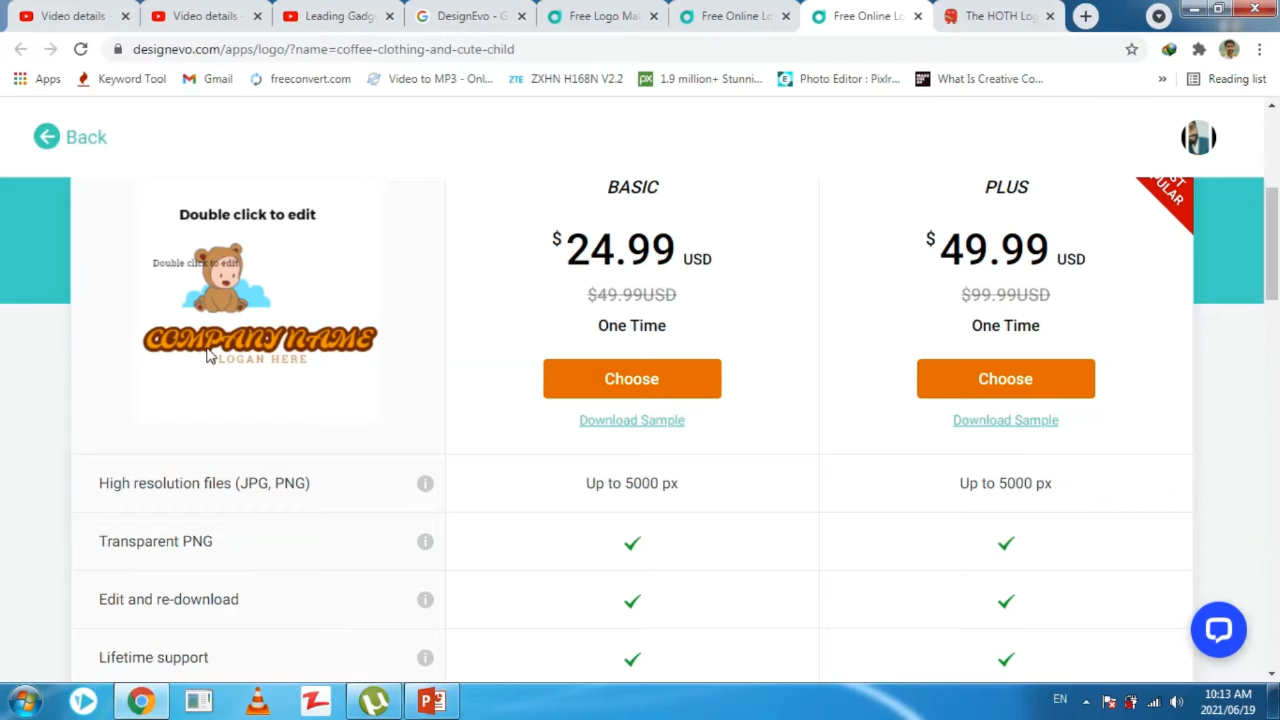 Video details -
Video details -
Leading Gadg
DesignEvo - G
Free Logo Ma
Free Online Lo
Free Online Lo
The HOTH Log
designevo.com/apps/logo/?name=coffee-clothing-and-cute-child
Apps
Keyword Tool
Gmail
freeconvert.com
Video to MP3 - Onl...
ZTE ZXHN H168N V2.2
PX 1.9 million+ Stunni...
Photo Editor : Pixlr...
What Is Creative Co...
» Reading list
Back
BASIC
PLUS
Double click to edit
$24.99 USD
$49.99 USD
Double click to edit
$49.99USD
$99.99USD
One Time
One Time
COMPANY NAME
LOGAN HERE
Choose
Choose
Download Sample
Download Sample
High resolution files (JPG, PNG)
Up to 5000 px
Up to 5000 px
Transparent PNG
Edit and re-download
Lifetime support
EN
10:13 AM
2021/06/19